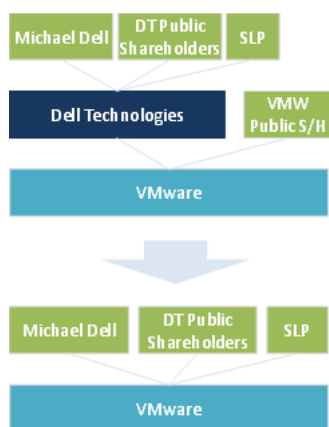 Michael Dell
DT Public
Shareholders
SLP
Dell Technologies
VMW
Public S/H
VMware
Michael Dell
DT Public
Shareholders
SLP
VMware